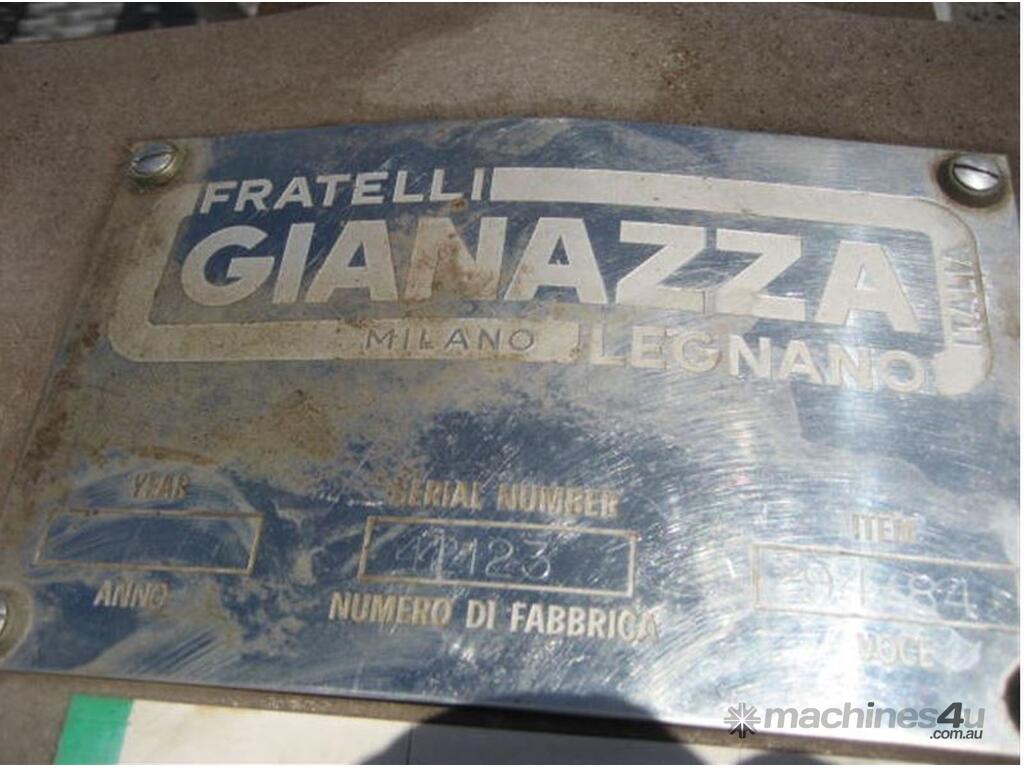 FRATELLI
GIANAZZA
ITALIA
MILANO LEGNANO
YEAR SERIAL NUMBER ITEM
ANNO NUMERO DI FABBRICA VOCE
machines4u
.com.au